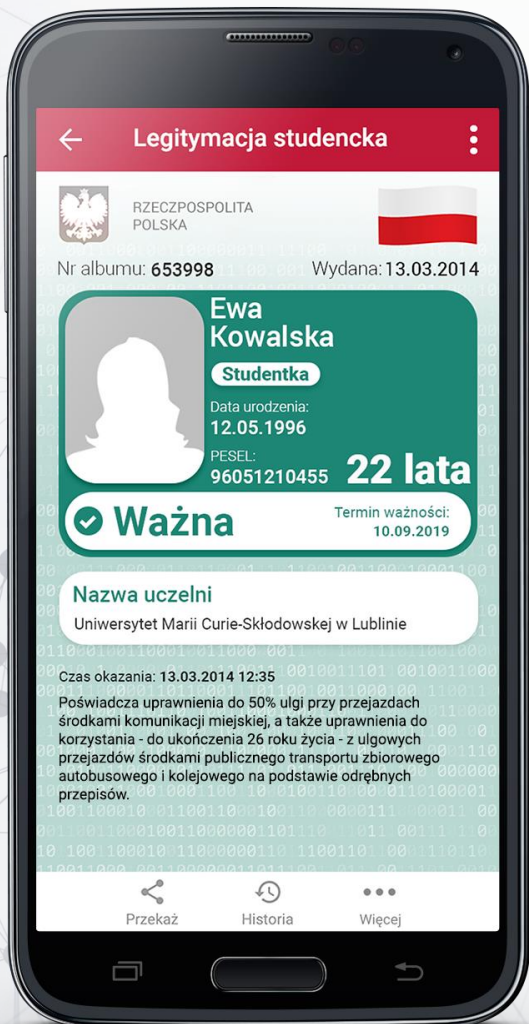 Legitymacja studencka
RZECZPOSPOLITA
POLSKA
Nr albumu: 653998
Wydana: 13.03.2014
Ewa
Kowalska
Studentka
Data urodzenia:
12.05.1996
PESEL:
96051210455
22 lata
Ważna
Termin ważności:
10.09.2019
Nazwa uczelni
Uniwersytet Marii Curie-Skłodowskej w Lublinie
Czas okazania: 13.03.2014 12:35
Poświadcza uprawnienia do 50% ulgi przy przejazdach
środkami komunikacji miejskiej, a także uprawnienia do
korzystania - do ukończenia 26 roku życia - z ulgowych
przejazdów środkami publicznego transportu zbiorowego
autobusowego i kolejowego na podstawie odrębnych
przepisów.
Przekaż
Historia
Więcej